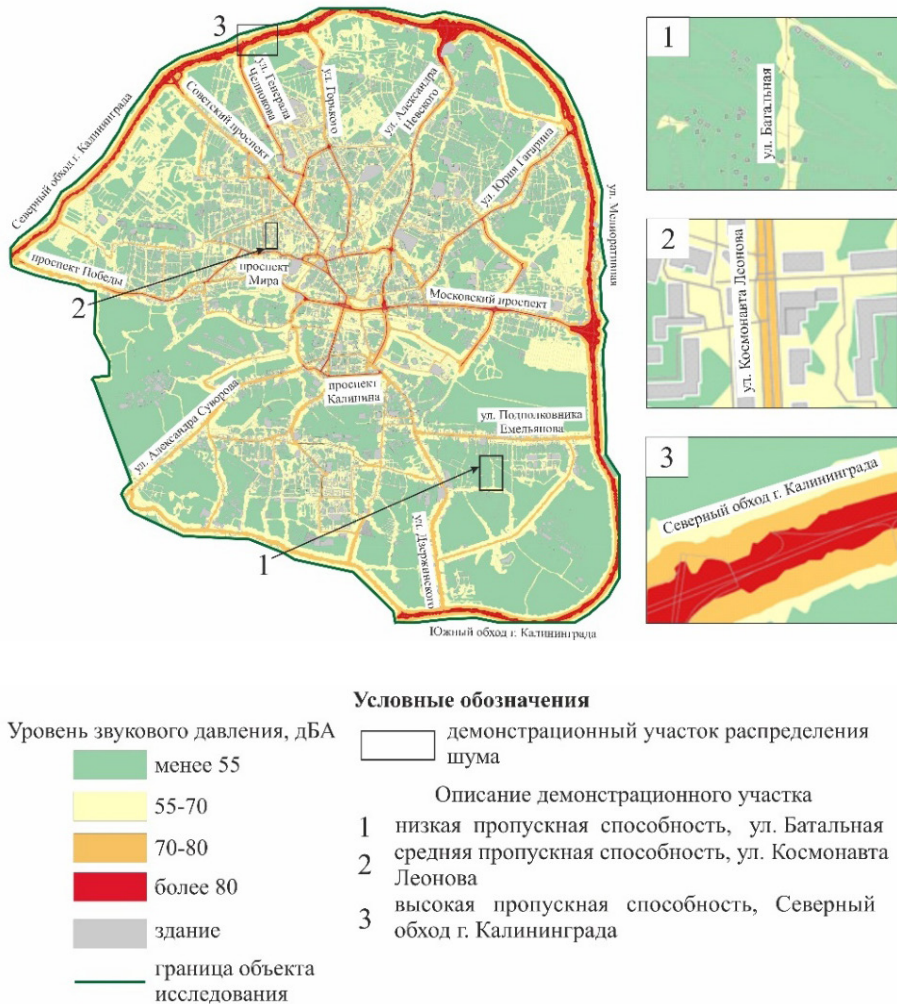 3
ул. Генерала
Челнокова
ул. Горького
Советский проспект
ул. Александра
Невского
ул. Юрия Гагарина
Северный обход г. Калининграда
ул. Мелиоративная
проспект Победы
2
проспект
Мира
Московский проспект
проспект
Калинина
ул. Александра Суворова
ул. Подполковника
Емельянова
1
ул. Дзержинского
Южный обход г. Калининграда
1
ул. Батальная
2
ул. Космонавта Леонова
3
Северный обход г. Калининграда
Условные обозначения
Уровень звукового давления, дБА
менее 55
55-70
70-80
более 80
здание
граница объекта
исследования
демонстрационный участок распределения
шума
Описание демонстрационного участка
1 низкая пропускная способность, ул. Батальная
2 средняя пропускная способность, ул. Космонавта
Леонова
3 высокая пропускная способность, Северный
обход г. Калининграда